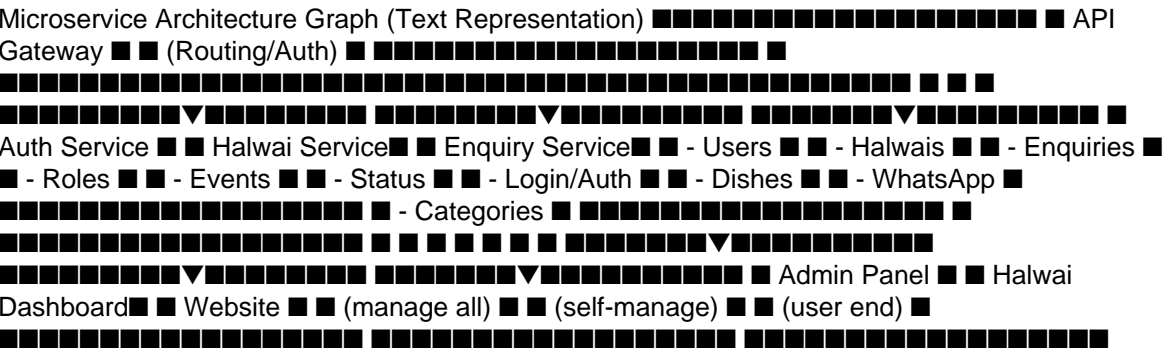 Microservice Architecture Graph (Text Representation) ■■■■■■■■■■■■■■■■■■■ ■ API
Gateway ■ ■ (Routing/Auth) ■ ■■■■■■■■■■■■■■■■■■■ ■
■■■■■■■■■■■■■■■■■■■■■■■■■■■■■■■■■■■■■■■■■■■■■ ■ ■ ■
■■■■■■■■■▼■■■■■■■■ ■■■■■■■■▼■■■■■■■■■ ■■■■■■■▼■■■■■■■■■ ■
Auth Service ■ ■ Halwai Service■ ■ Enquiry Service■ ■ - Users ■ ■ - Halwais ■ ■ - Enquiries ■
■ - Roles ■ ■ - Events ■ ■ - Status ■ ■ - Login/Auth ■ ■ - Dishes ■ ■ - WhatsApp ■
■■■■■■■■■■■■■■■■■■ ■ - Categories ■ ■■■■■■■■■■■■■■■■■■ ■
■■■■■■■■■■■■■■■■■■ ■ ■ ■ ■ ■ ■ ■ ■■■■■■■▼■■■■■■■■■■
■■■■■■■■■▼■■■■■■■■ ■■■■■■■▼■■■■■■■■■■ ■ Admin Panel ■ ■ Halwai
Dashboard■ ■ Website ■ ■ (manage all) ■ ■ (self-manage) ■ ■ (user end) ■
■■■■■■■■■■■■■■■■■■ ■■■■■■■■■■■■■■■■■■ ■■■■■■■■■■■■■■■■■■